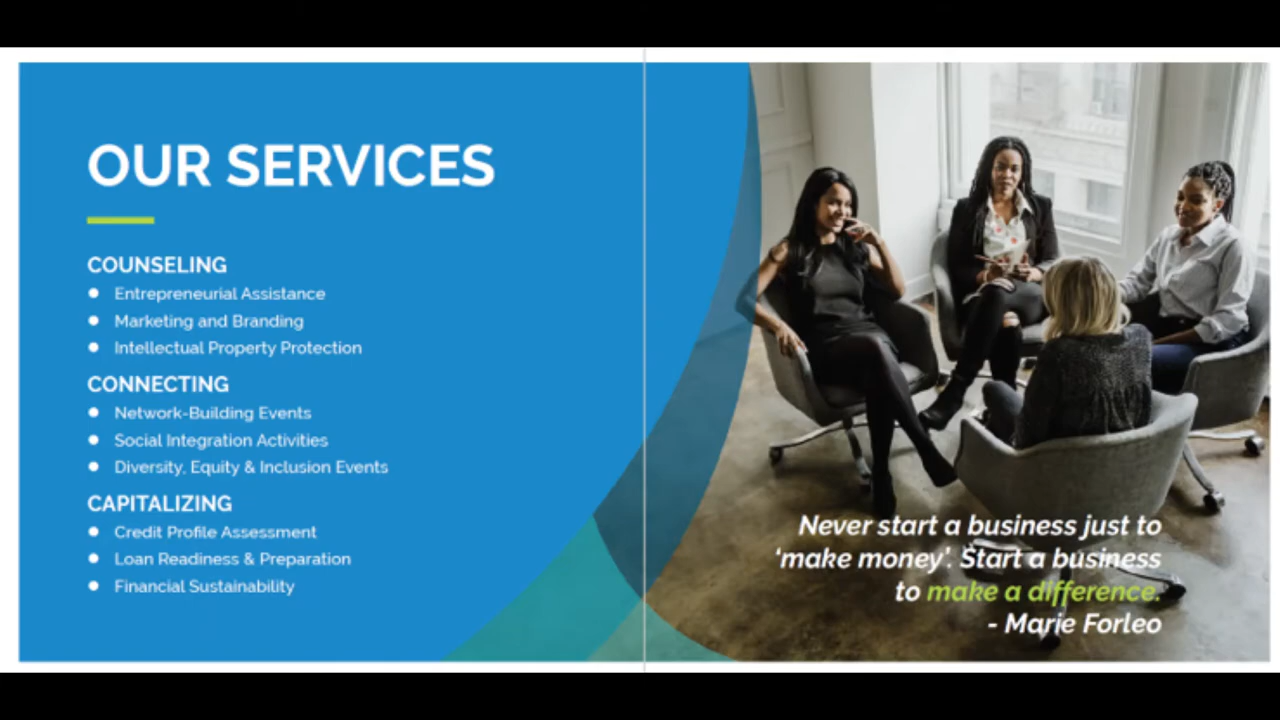 OUR SERVICES
COUNSELING
● Entrepreneurial Assistance
● Marketing and Branding
● Intellectual Property Protection
CONNECTING
● Network-Building Events
● Social Integration Activities
● Diversity, Equity & Inclusion Events
CAPITALIZING
● Credit Profile Assessment
● Loan Readiness & Preparation
● Financial Sustainability
Never start a business just to
‘make money’. Start a business
to make a difference.
- Marie Forleo